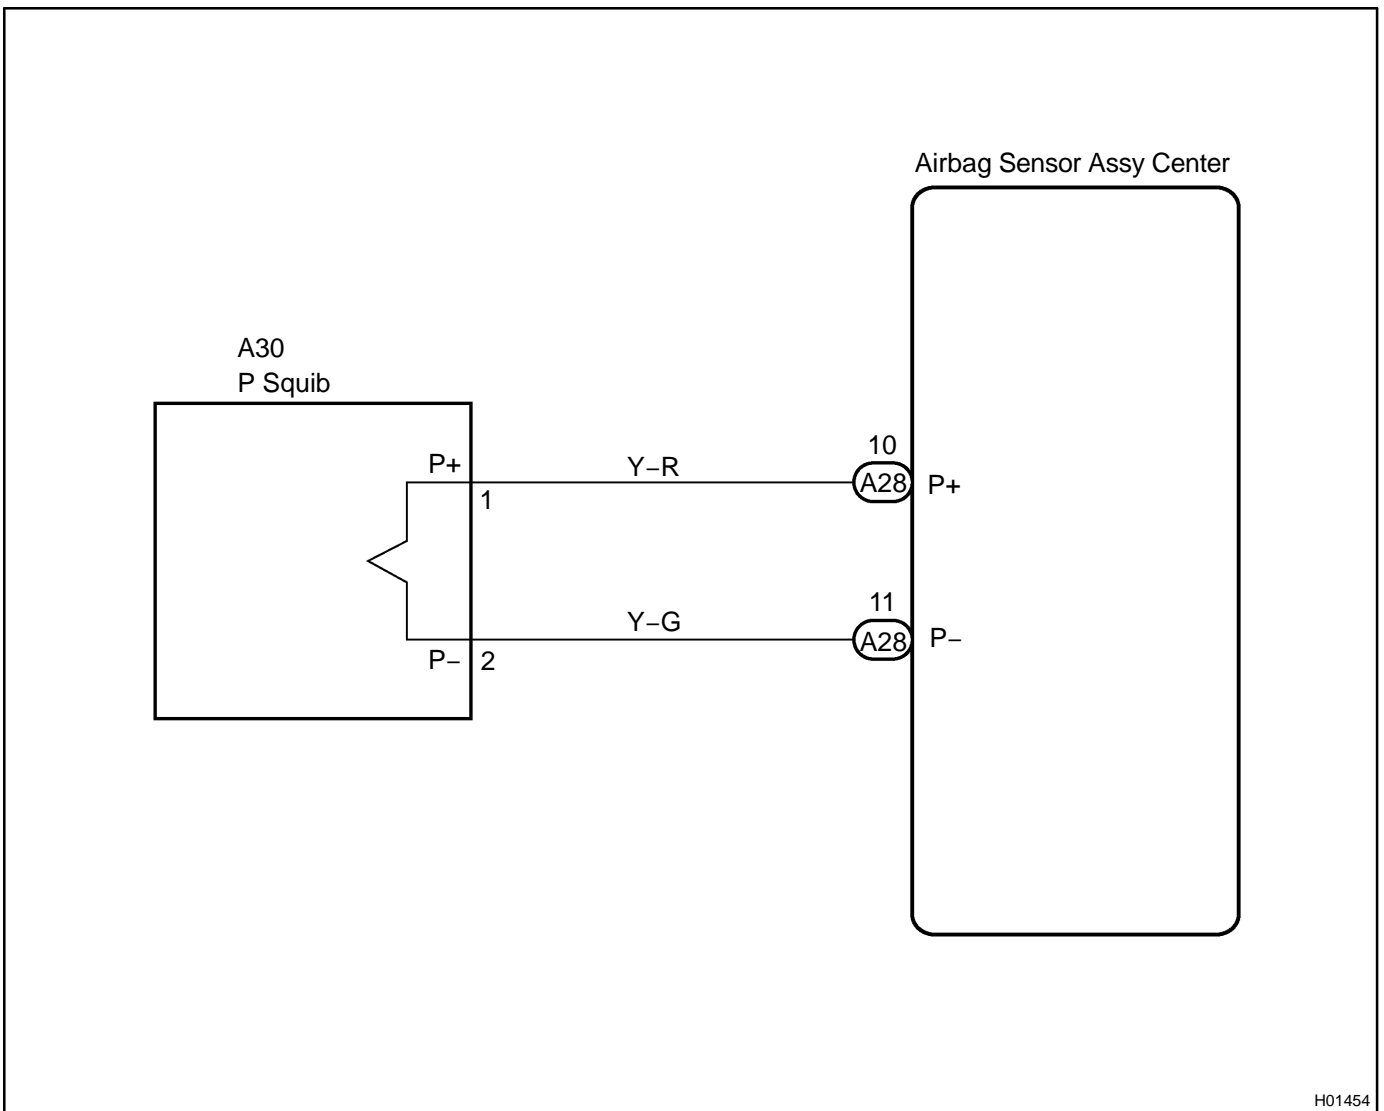 Airbag Sensor Assy Center
A30
P Squib
P+
1
Y–R
10
A28
P+
P–
2
Y–G
11
A28
P–
H01454